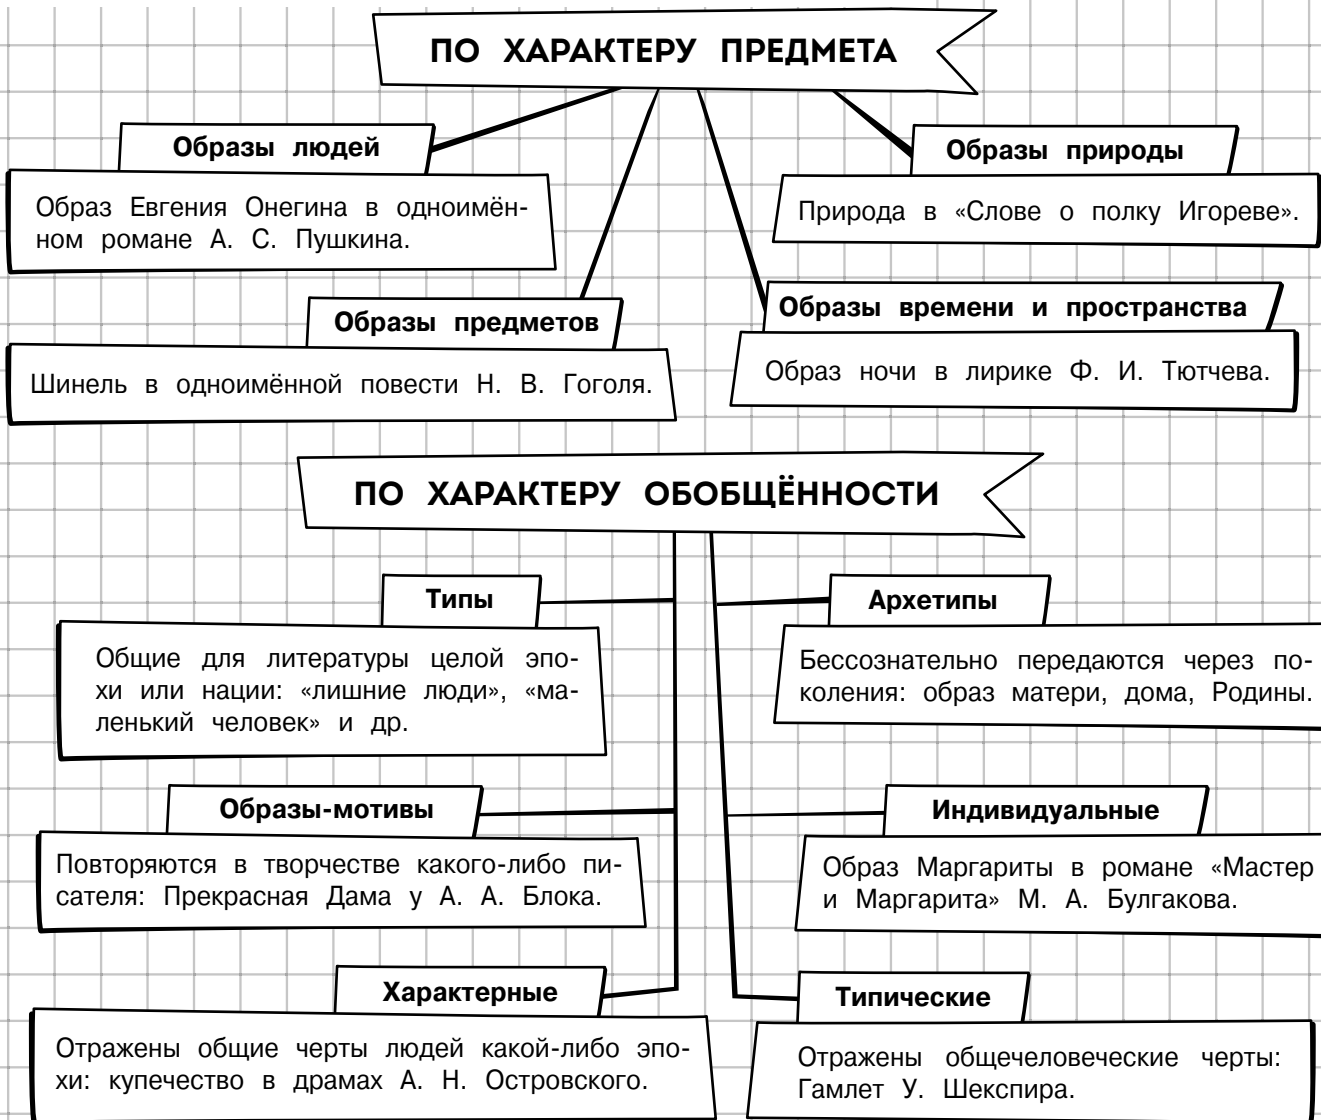 ПО ХАРАКТЕРУ ПРЕДМЕТА
Образы людей
Образ Евгения Онегина в одноимён-
ном романе А. С. Пушкина.
Образы природы
Природа в «Слове о полку Игореве».
Образы предметов
Шинель в одноимённой повести Н. В. Гоголя.
Образы времени и пространства
Образ ночи в лирике Ф. И. Тютчева.
ПО ХАРАКТЕРУ ОБОБЩЁННОСТИ
Типы
Общие для литературы целой эпо-
хи или нации: «лишние люди», «ма-
ленький человек» и др.
Архетипы
Бессознательно передаются через по-
коления: образ матери, дома, Родины.
Образы-мотивы
Повторяются в творчестве какого-либо пи-
сателя: Прекрасная Дама у А. А. Блока.
Индивидуальные
Образ Маргариты в романе «Мастер
и Маргарита» М. А. Булгакова.
Характерные
Отражены общие черты людей какой-либо эпо-
хи: купечество в драмах А. Н. Островского.
Типические
Отражены общечеловеческие черты:
Гамлет У. Шекспира.